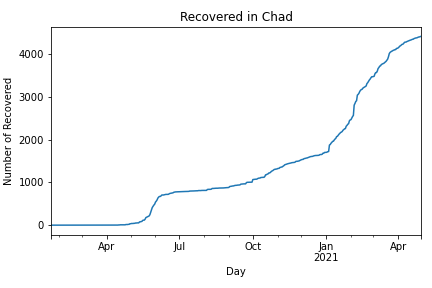 Recovered in Chad
Number of Recovered
4000
3000
2000
1000
0
Apr
Jul
Oct
Jan
2021
Apr
Day